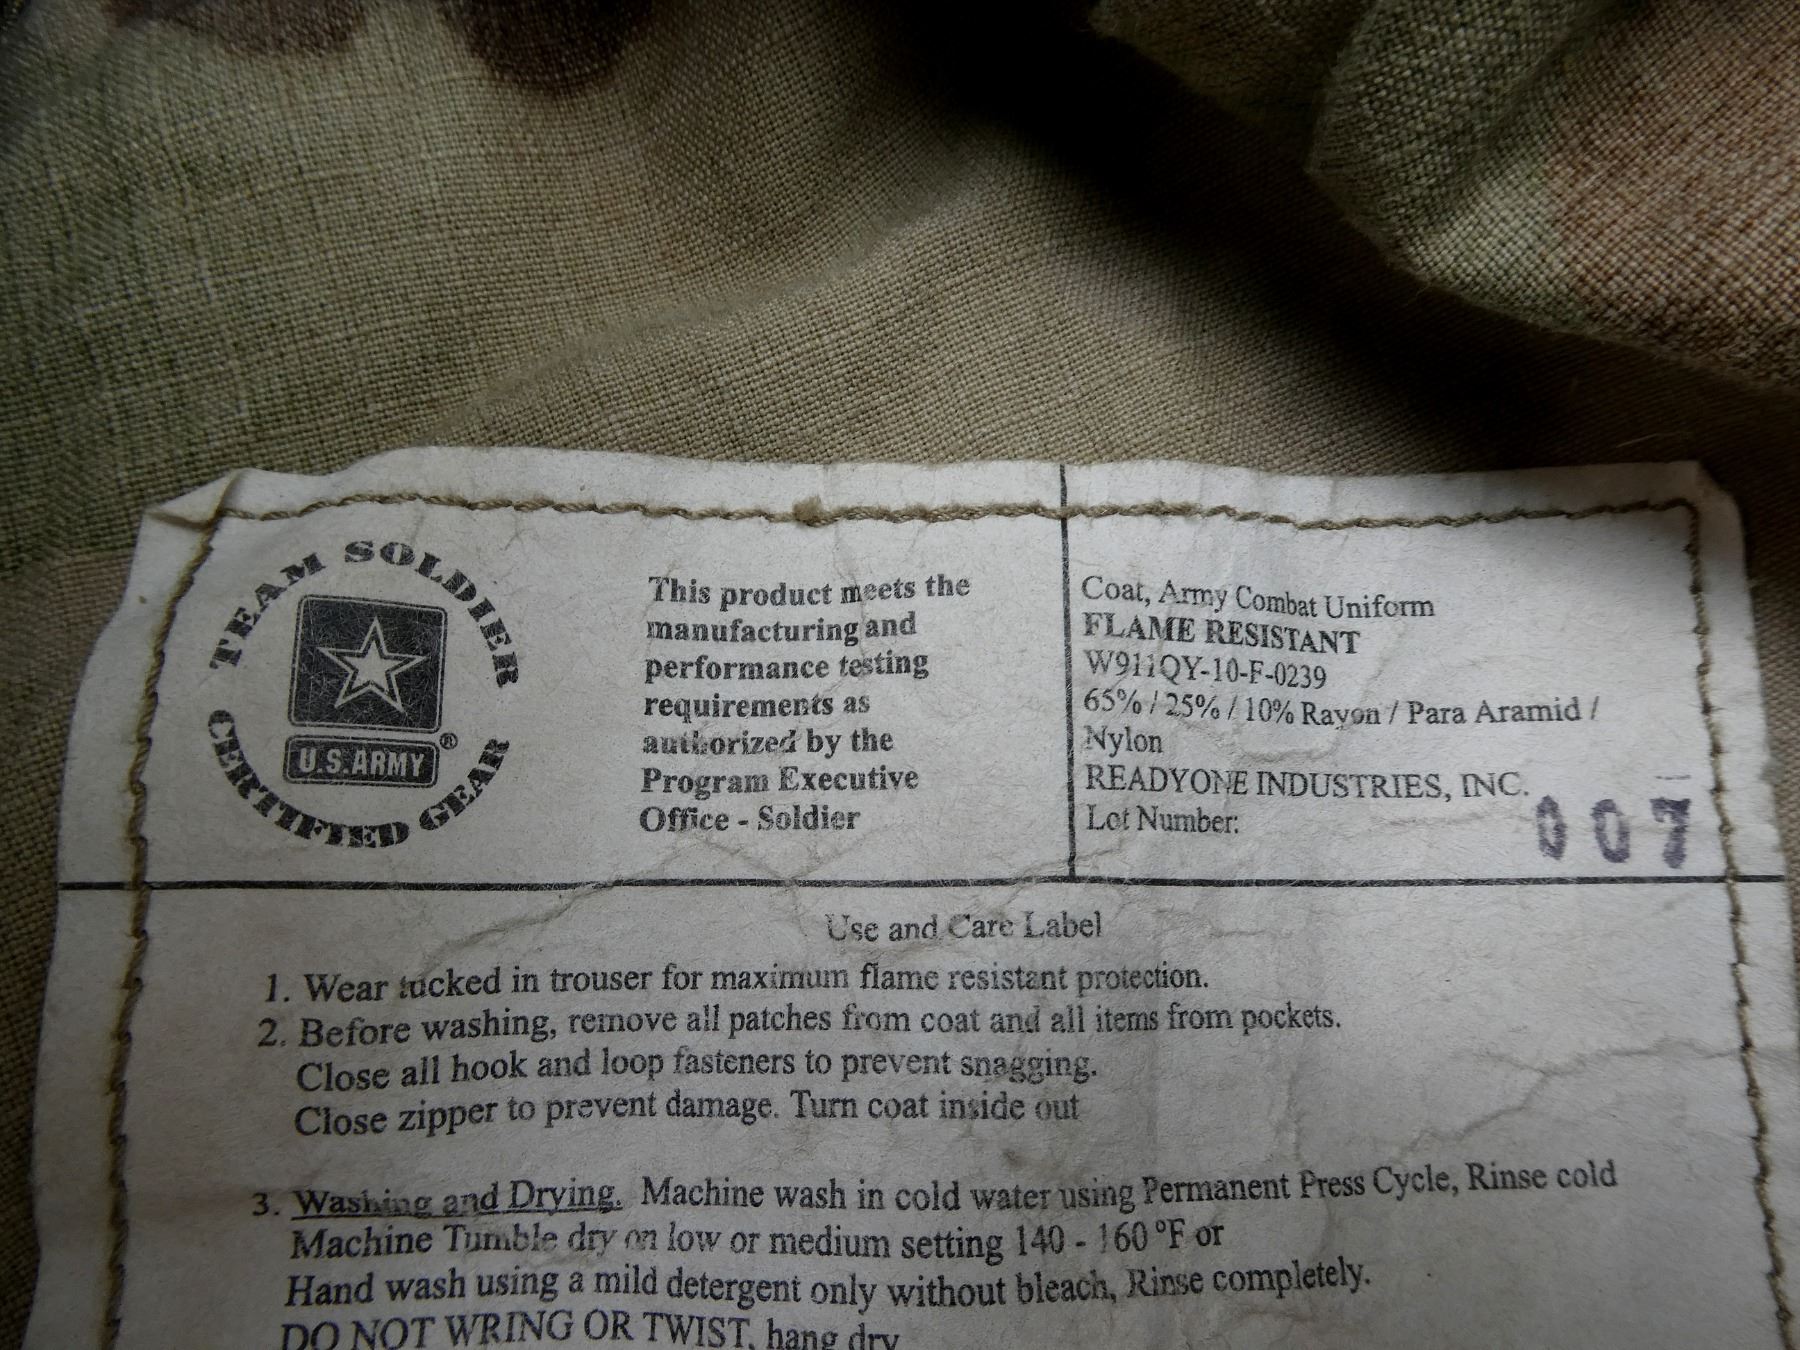 TEAM SOLDIER
U.S.ARMY®
CERTIFIED GEAR
This product meets the
manufacturing and
performance testing
requirements as
authorized by the
Program Executive
Office - Soldier
Coat, Army Combat Uniform
FLAME RESISTANT
W911QY-10-F-0239
65% / 25% / 10% Rayon / Para Aramid /
Nylon
READYONE INDUSTRIES, INC.
Lot Number: 007
Use and Care Label
1. Wear tucked in trouser for maximum flame resistant protection.
2. Before washing, remove all patches from coat and all items from pockets.
Close all hook and loop fasteners to prevent snagging.
Close zipper to prevent damage. Turn coat inside out
3. Washing and Drying. Machine wash in cold water using Permanent Press Cycle, Rinse cold
Machine Tumble dry on low or medium setting 140 - 160 °F or
Hand wash using a mild detergent only without bleach, Rinse completely.
DO NOT WRING OR TWIST, hang dry